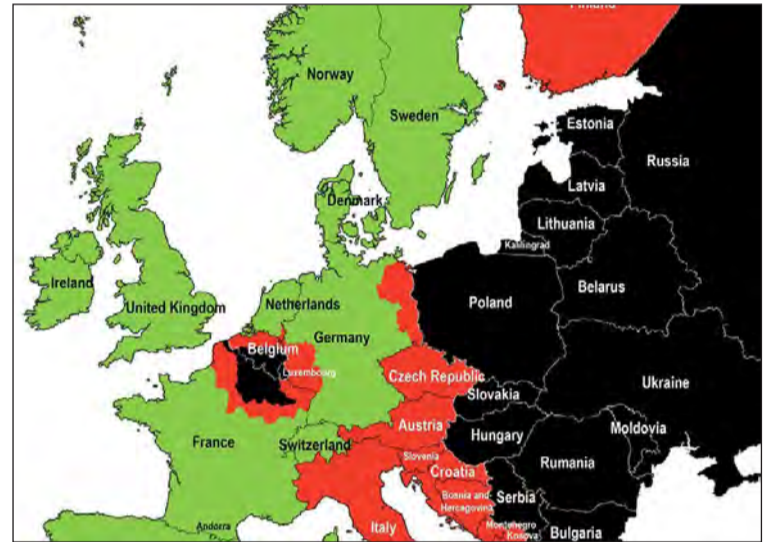 Finland
Norway
Sweden
Estonia
Russia
Latvia
Denmark
Lithuania
Kaliningrad
Ireland
United Kingdom
Netherlands
Poland
Belarus
Germany
Belgium
Luxembourg
Czech Republic
Slovakia
Ukraine
Austria
France
Switzerland
Hungary
Moldovia
Slovenia
Rumania
Croatia
Bosnia and
Hercegovina
Serbia
Andorra
Italy
Montenegro
Kosova
Bulgaria